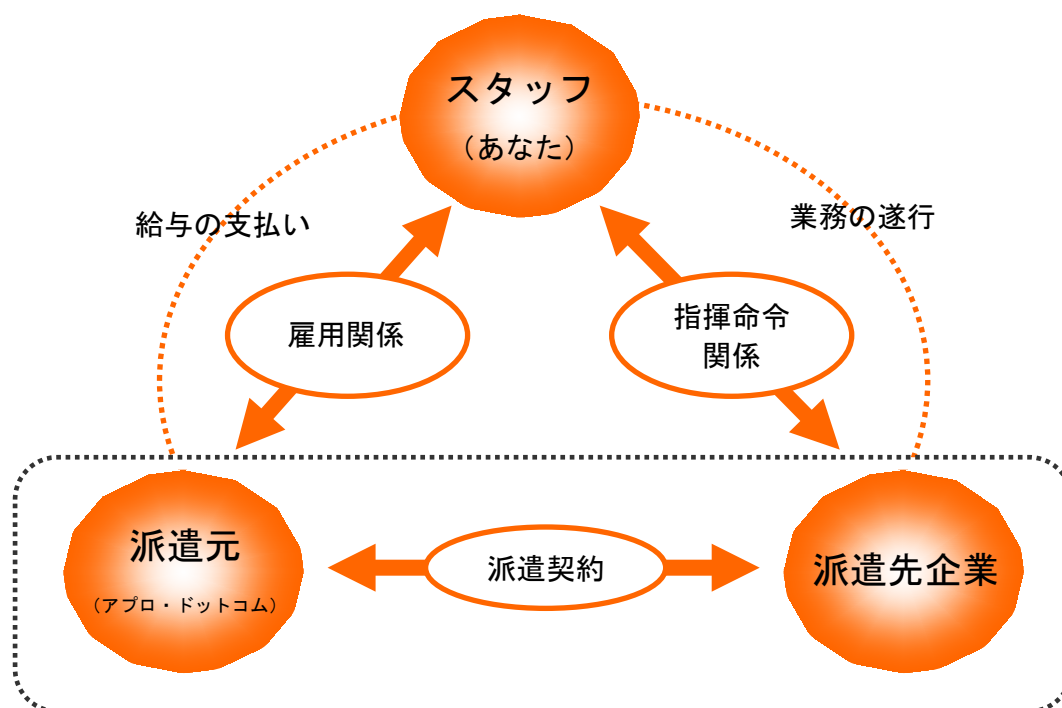 スタッフ
（あなた）
給与の支払い
業務の遂行
雇用関係
指揮命令
関係
派遣元
（アプロ・ドットコム）
派遣契約
派遣先企業